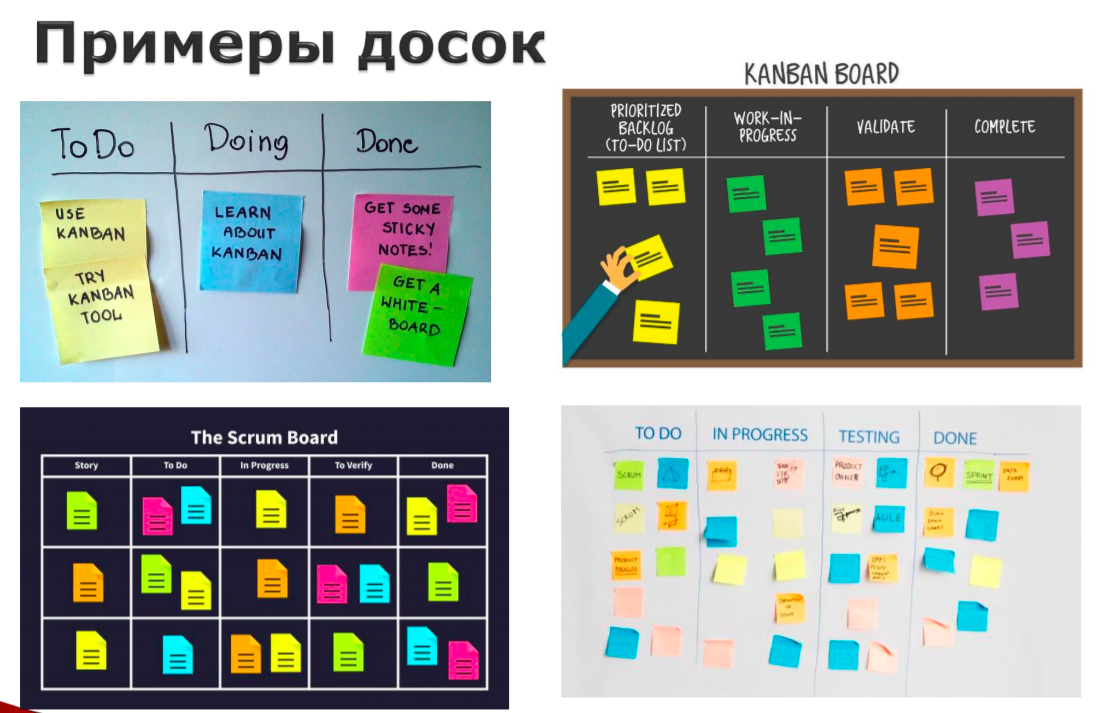 Примеры досок
To Do Doing Done
USE
KANBAN
TRY
KANBAN
TOOL
LEARN
ABOUT
KANBAN
GET SOME
STICKY
NOTES!
GET A
WHITE-
BOARD
KANBAN BOARD
PRIORITIZED
BACKLOG
(TO-DO LIST)
WORK-IN-
PROGRESS
VALIDATE
COMPLETE
The Scrum Board
Story To Do In Progress To Verify Done
TO DO IN PROGRESS TESTING DONE
SCRUM
SCRUM
PRODUCT
BACKLOG
PRODUCT
OWNER
AGILE
SPRINT
BURN
DOWN